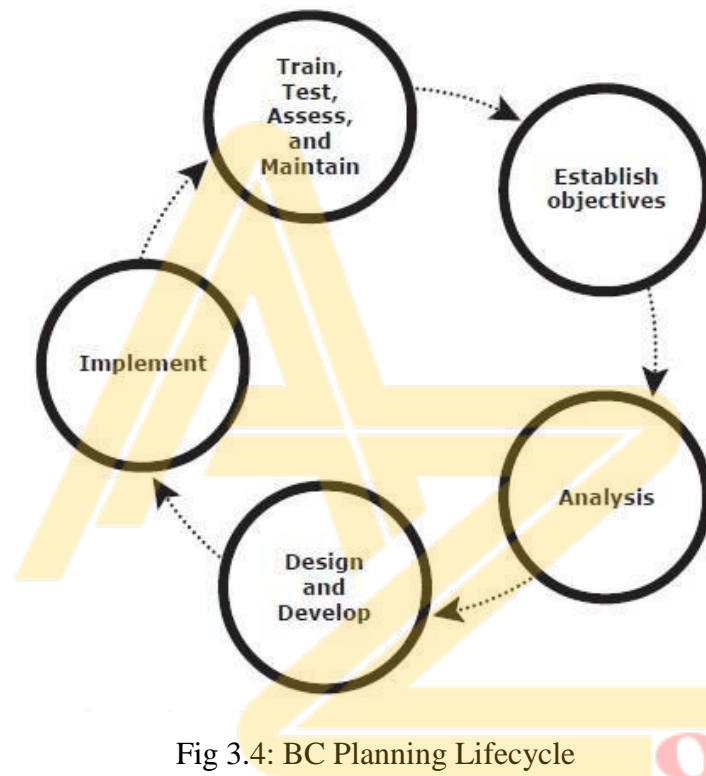 Train,
Test,
Assess,
and
Maintain
Establish
objectives
Analysis
Design
and
Develop
Implement
Fig 3.4: BC Planning Lifecycle